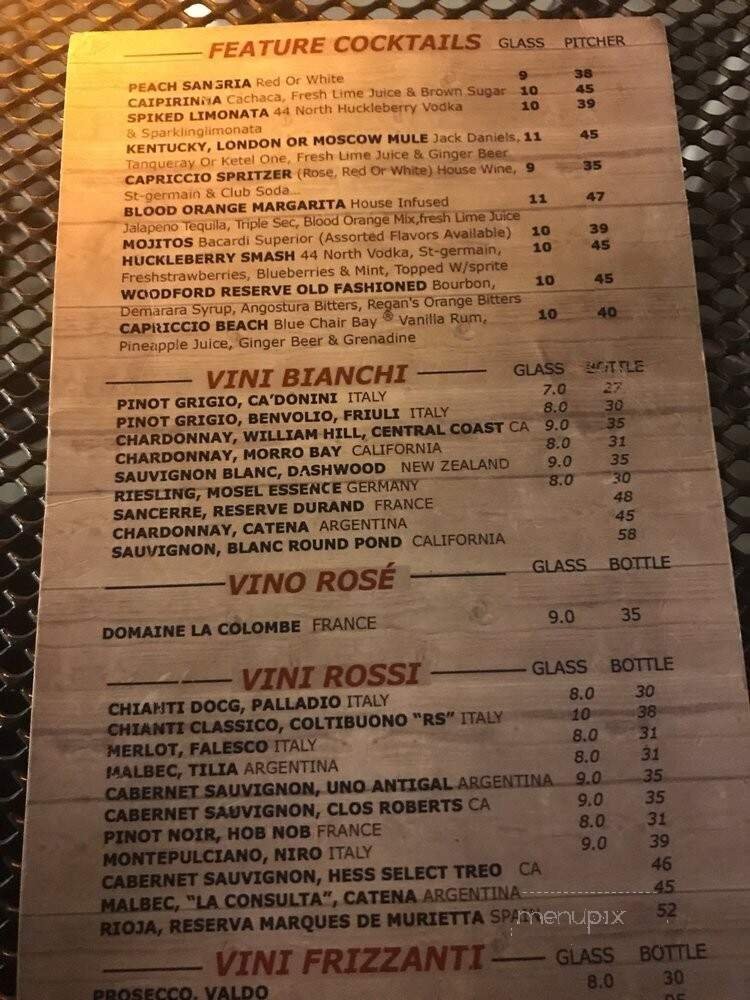 FEATURE COCKTAILS GLASS PITCHER
PEACH SANGRIA Red Or White 9 38
CAIPIRINHA Cachaca, Fresh Lime Juice & Brown Sugar 10 45
SPIKED LIMONATA 44 North Huckleberry Vodka 10 39
& Sparklinglimonata
KENTUCKY, LONDON OR MOSCOW MULE Jack Daniels, 11 45
Tanqueray Or Ketel One, Fresh Lime Juice & Ginger Beer
CAPRICCIO SPRITZER (Rose, Red Or White) House Wine, 9 35
St-germain & Club Soda...
BLOOD ORANGE MARGARITA House Infused 11 47
Jalapeno Tequila, Triple Sec, Blood Orange Mix,fresh Lime Juice
MOJITOS Bacardi Superior (Assorted Flavors Available) 10 39
HUCKLEBERRY SMASH 44 North Vodka, St-germain, 10 45
Freshstrawberries, Blueberries & Mint, Topped W/sprite
WOODFORD RESERVE OLD FASHIONED Bourbon, 10 45
Demarara Syrup, Angostura Bitters, Regan's Orange Bitters
CAPRICCIO BEACH Blue Chair Bay ® Vanilla Rum, 10 40
Pineapple Juice, Ginger Beer & Grenadine
VINI BIANCHI GLASS BOTTLE
PINOT GRIGIO, CA'DONINI ITALY 7.0 27
PINOT GRIGIO, BENVOLIO, FRIULI ITALY 8.0 30
CHARDONNAY, WILLIAM HILL, CENTRAL COAST CA 9.0 35
CHARDONNAY, MORRO BAY CALIFORNIA 8.0 31
SAUVIGNON BLANC, DASHWOOD NEW ZEALAND 9.0 35
RIESLING, MOSEL ESSENCE GERMANY 8.0 30
SANCERRE, RESERVE DURAND FRANCE 48
CHARDONNAY, CATENA ARGENTINA 45
SAUVIGNON, BLANC ROUND POND CALIFORNIA 58
VINO ROSÉ GLASS BOTTLE
DOMAINE LA COLOMBE FRANCE 9.0 35
VINI ROSSI GLASS BOTTLE
CHIANTI DOCG, PALLADIO ITALY 8.0 30
CHIANTI CLASSICO, COLTIBUONO "RS" ITALY 10 38
MERLOT, FALESCO ITALY 8.0 31
MALBEC, TILIA ARGENTINA 8.0 31
CABERNET SAUVIGNON, UNO ANTIGAL ARGENTINA 9.0 35
CABERNET SAUVIGNON, CLOS ROBERTS CA 9.0 35
PINOT NOIR, HOB NOB FRANCE 8.0 31
MONTEPULCIANO, NIRO ITALY 9.0 39
CABERNET SAUVIGNON, HESS SELECT TREO CA 46
MALBEC, "LA CONSULTA", CATENA ARGENTINA 45
RIOJA, RESERVA MARQUES DE MURIETTA SPAIN 52
menupix
VINI FRIZZANTI GLASS BOTTLE
PROSECCO, VALDO 8.0 30